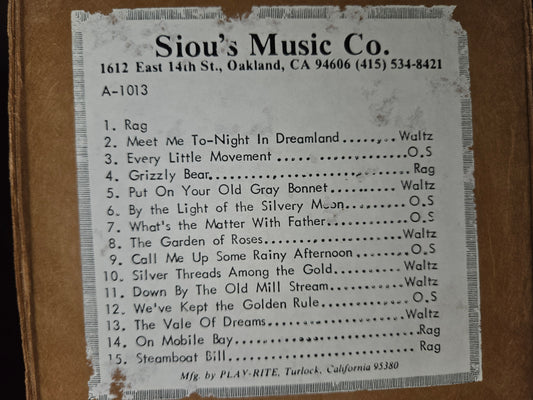 Siou's Music Co.
1612 East 14th St., Oakland, CA 94606 (415) 534-8421
A-1013
1. Rag
2. Meet Me To-Night In Dreamland.......Waltz
3. Every Little Movement ................O.S
4. Grizzly Bear...........................Rag
5. Put On Your Old Gray Bonnet.........Waltz
6. By the Light of the Silvery Moon.......O.S
7. What's the Matter With Father..........O.S
8. The Garden of Roses..................Waltz
9. Call Me Up Some Rainy Afternoon .......O.S
10. Silver Threads Among the Gold.......Waltz
11. Down By The Old Mill Stream.........Waltz
12. We've Kept the Golden Rule...........O.S
13. The Vale Of Dreams..................Waltz
14. On Mobile Bay........................Rag
15. Steamboat Bill........................Rag
Mfg. by PLAY-RITE, Turlock, California 95380